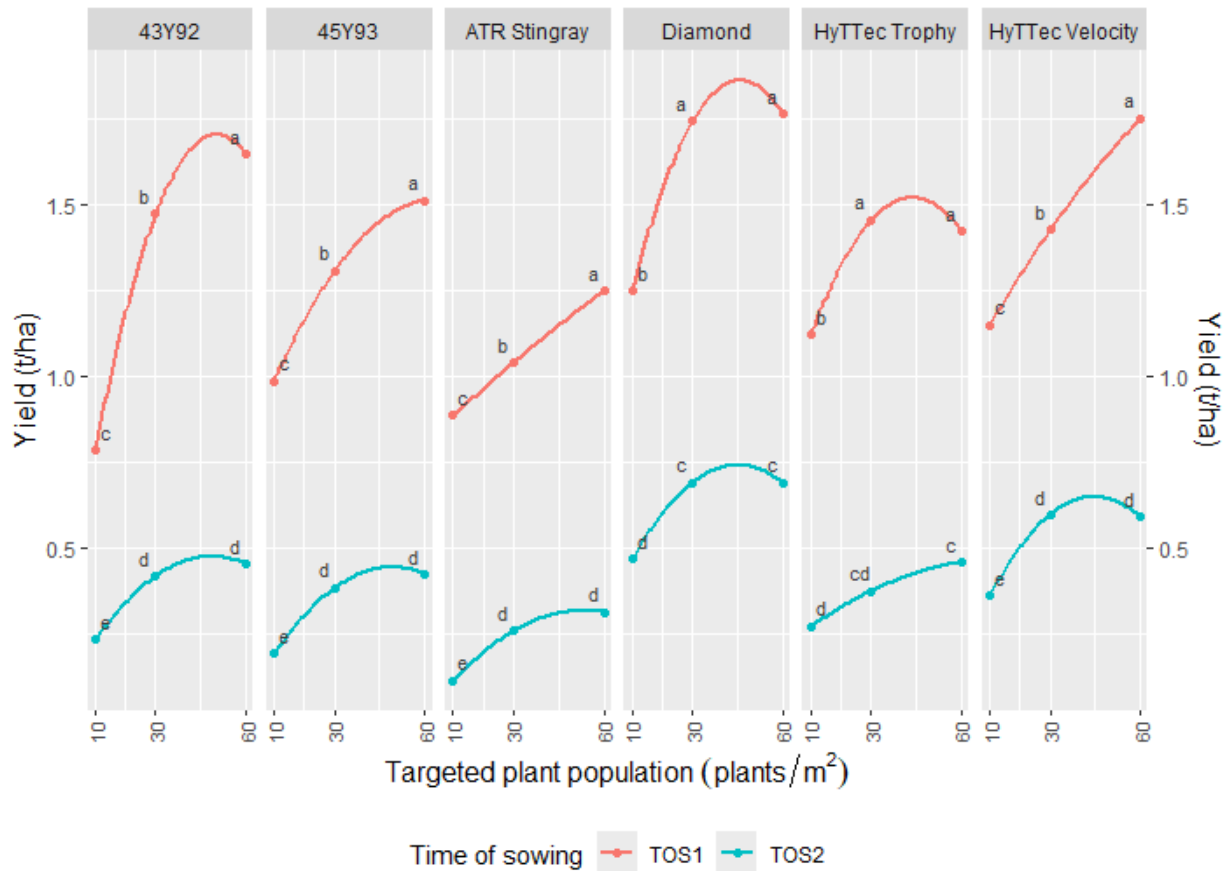 43Y92 45Y93 ATR Stingray Diamond HyTTec Trophy HyTTec Velocity
a a a
a a
b a a b
b
a
b b c
c c b
c
c
c c
d d
d d d c
d d d
e d d cd e
e e
1.5 1.5
1.0 1.0
0.5 0.5
Yield (t/ha) Yield (t/ha)
10 30 60 10 30 60 10 30 60 10 30 60 10 30 60 10 30 60
Targeted plant population (plants/m²)
Time of sowing TOS1 TOS2